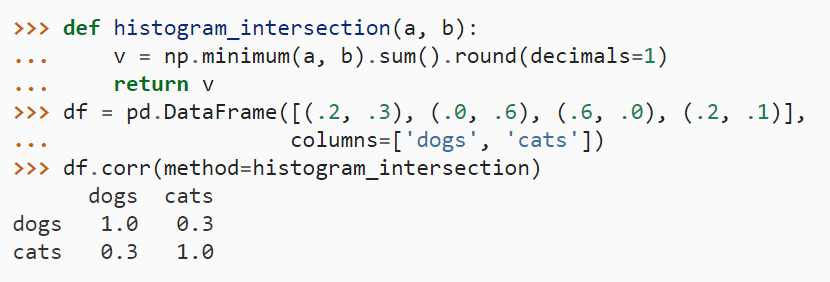 >>> def histogram_intersection(a, b):
...     v = np.minimum(a, b).sum().round(decimals=1)
...     return v
>>> df = pd.DataFrame([(.2, .3), (.0, .6), (.6, .0), (.2, .1)],
...                   columns=['dogs', 'cats'])
>>> df.corr(method=histogram_intersection)
      dogs  cats
dogs   1.0   0.3
cats   0.3   1.0